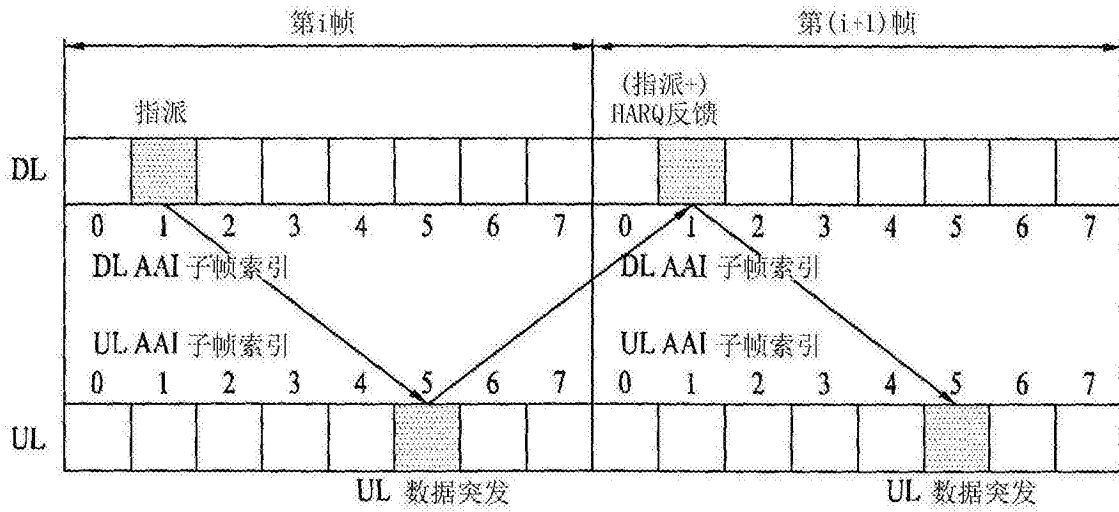 第i帧 第(i+1)帧
指派 (指派+)
HARQ反馈
DL
0 1 2 3 4 5 6 7 0 1 2 3 4 5 6 7
DL AAI 子帧索引 DL AAI 子帧索引
UL AAI 子帧索引 UL AAI 子帧索引
0 1 2 3 4 5 6 7 0 1 2 3 4 5 6 7
UL
UL 数据突发 UL 数据突发